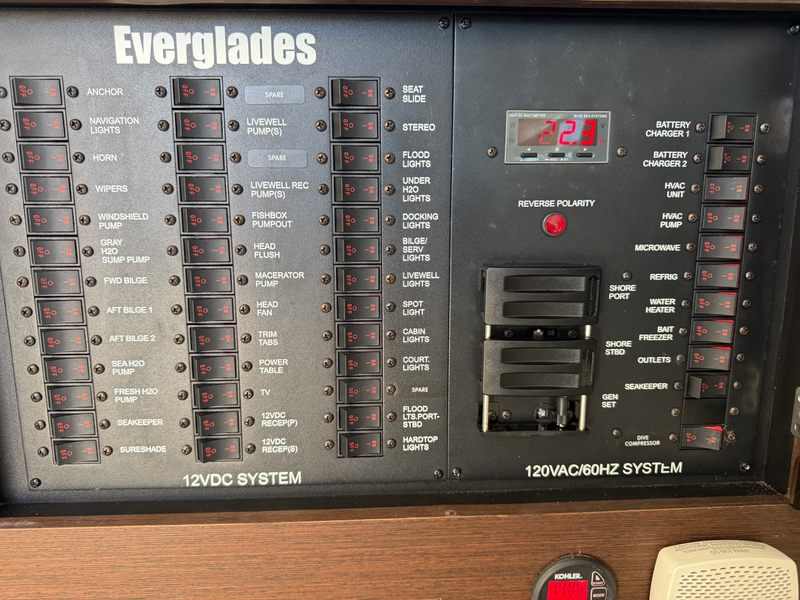 Everglades
ANCHOR
NAVIGATION
LIGHTS
HORN
WIPERS
WINDSHIELD
PUMP
GRAY
H2O
SUMP PUMP
FWD BILGE
AFT BILGE 1
AFT BILGE 2
SEA H2O
PUMP
FRESH H2O
PUMP
SEAKEEPER
SURESHADE
SPARE
LIVEWELL
PUMP(S)
SPARE
LIVEWELL REC
PUMP(S)
FISHBOX
PUMPOUT
HEAD
FLUSH
MACERATOR
PUMP
HEAD
FAN
TRIM
TABS
POWER
TABLE
TV
12VDC
RECEP(P)
12VDC
RECEP(S)
SEAT
SLIDE
STEREO
FLOOD
LIGHTS
UNDER
H2O
LIGHTS
DOCKING
LIGHTS
BILGE/
SERV
LIGHTS
LIVEWELL
LIGHTS
SPOT
LIGHT
CABIN
LIGHTS
COURT.
LIGHTS
SPARE
FLOOD
LTS.PORT-
STBD
HARDTOP
LIGHTS
12VDC SYSTEM
BLUE SEA SYSTEMS
REVERSE POLARITY
SHORE
PORT
SHORE
STBD
GEN
SET
BATTERY
CHARGER 1
BATTERY
CHARGER 2
HVAC
UNIT
HVAC
PUMP
MICROWAVE
REFRIG
WATER
HEATER
BAIT
FREEZER
OUTLETS
SEAKEEPER
DIVE
COMPRESSOR
120VAC/60HZ SYSTEM
KOHLER
MODE
DO NOT PAINT